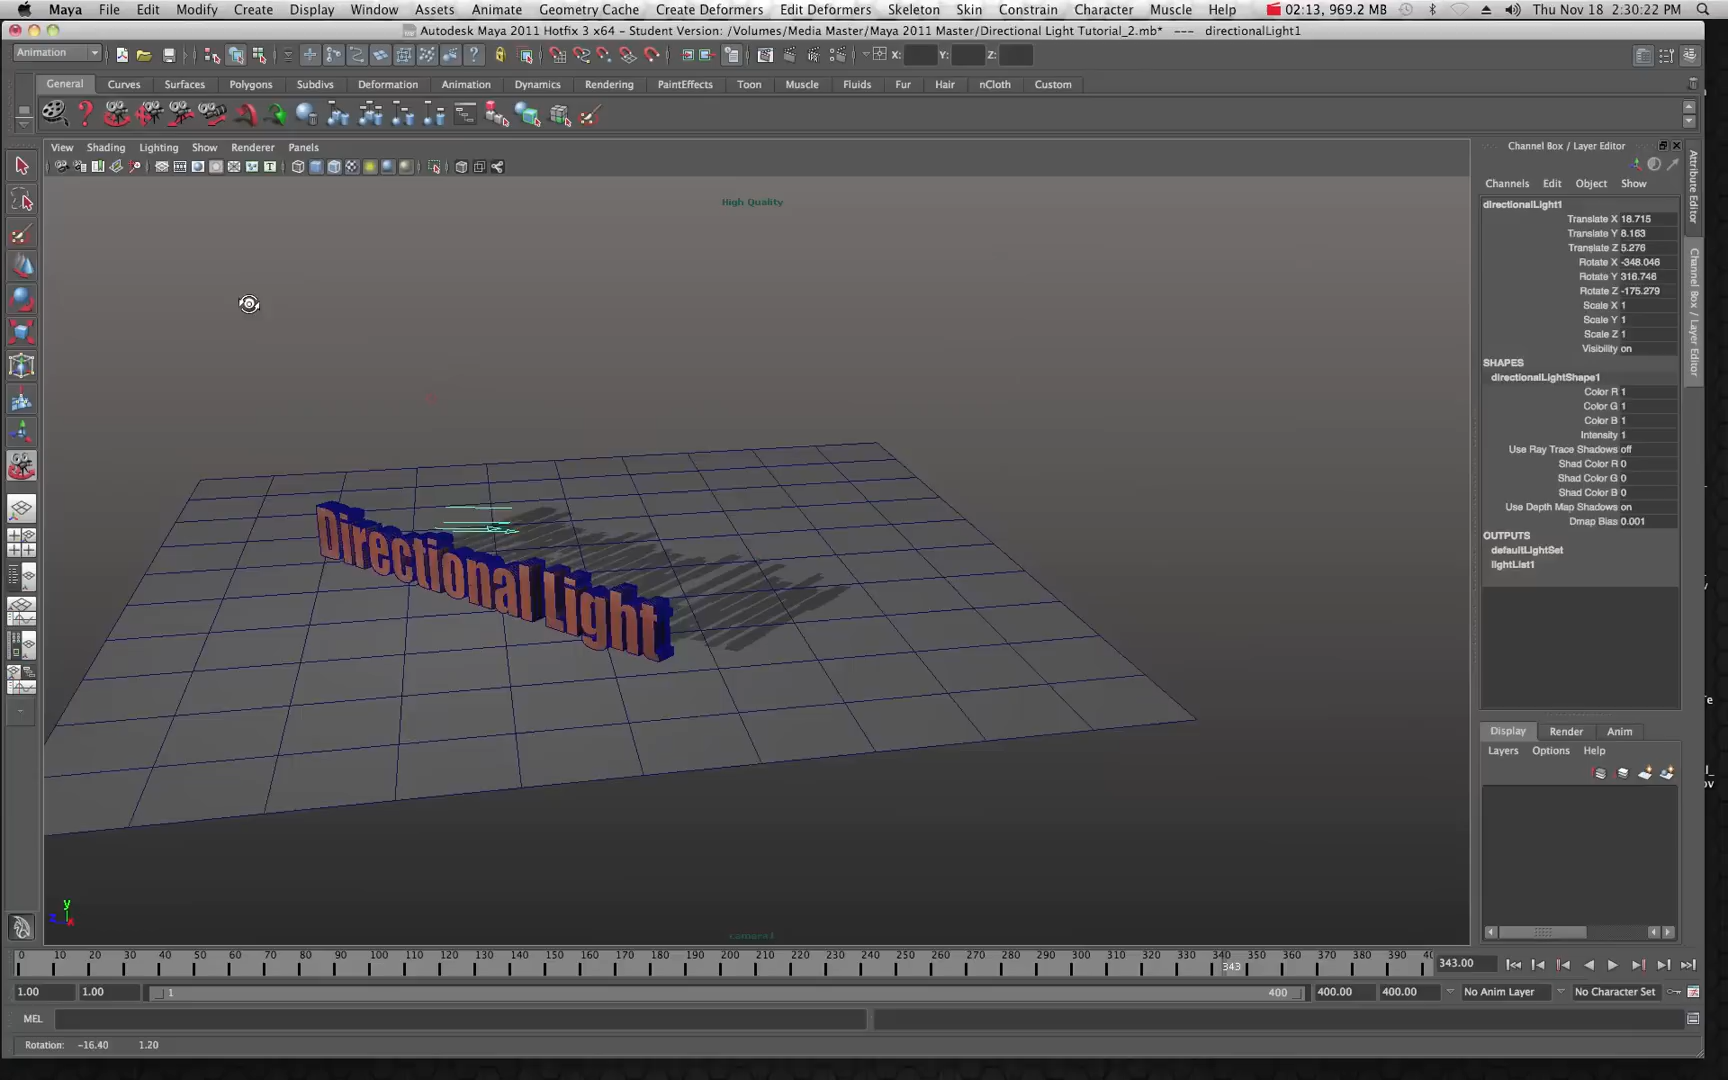 Maya File Edit Modify Create Display Window Assets Animate Geometry Cache Create Deformers Edit Deformers Skeleton Skin Constrain Character Muscle Help 02:13, 969.2 MB Thu Nov 18 2:30:22 PM
Autodesk Maya 2011 Hotfix 3 x64 - Student Version: /Volumes/Media Master/Maya 2011 Master/Directional Light Tutorial_2.mb* --- directionalLight1
Animation X: Y: Z:
General Curves Surfaces Polygons Subdivs Deformation Animation Dynamics Rendering PaintEffects Toon Muscle Fluids Fur Hair nCloth Custom
View Shading Lighting Show Renderer Panels
High Quality
Directional Light
camera1
y
z x
Channel Box / Layer Editor
Channels Edit Object Show
directionalLight1
Translate X 18.715
Translate Y 8.163
Translate Z 5.276
Rotate X -348.046
Rotate Y 316.746
Rotate Z -175.279
Scale X 1
Scale Y 1
Scale Z 1
Visibility on
SHAPES
directionalLightShape1
Color R 1
Color G 1
Color B 1
Intensity 1
Use Ray Trace Shadows off
Shad Color R 0
Shad Color G 0
Shad Color B 0
Use Depth Map Shadows on
Dmap Bias 0.001
OUTPUTS
defaultLightSet
lightList1
Attribute Editor
Channel Box / Layer Editor
Display Render Anim
Layers Options Help
0 10 20 30 40 50 60 70 80 90 100 110 120 130 140 150 160 170 180 190 200 210 220 230 240 250 260 270 280 290 300 310 320 330 340 350 360 370 380 390 40
343
343.00
1.00 1.00 1 400 400.00 400.00 No Anim Layer No Character Set
MEL
Rotation: -16.40 1.20